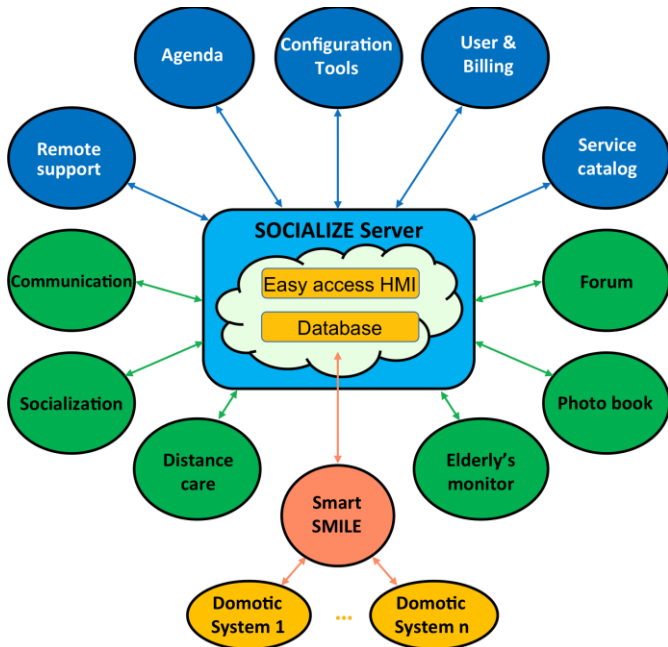 Agenda
Configuration
Tools
User &
Billing
Remote
support
Service
catalog
SOCIALIZE Server
Communication
Easy access HMI
Forum
Database
Socialization
Photo book
Distance
care
Elderly's
monitor
Smart
SMILE
Domotic
System 1
...
Domotic
System n